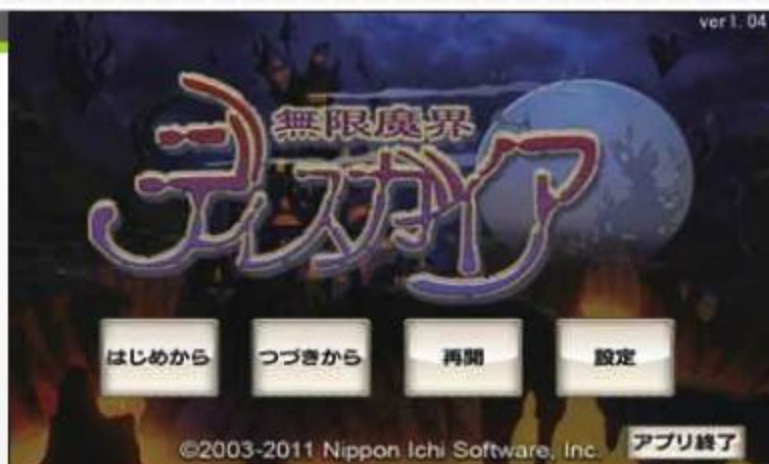 ver1.04
無限魔界
ディスガイア
はじめから
つづきから
再開
設定
©2003-2011 Nippon Ichi Software, Inc.
アプリ終了